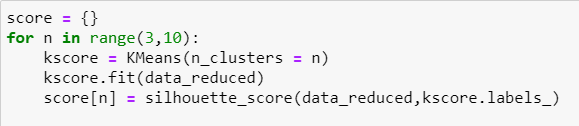 score = {}
for n in range(3,10):
    kscore = KMeans(n_clusters = n)
    kscore.fit(data_reduced)
    score[n] = silhouette_score(data_reduced,kscore.labels_)